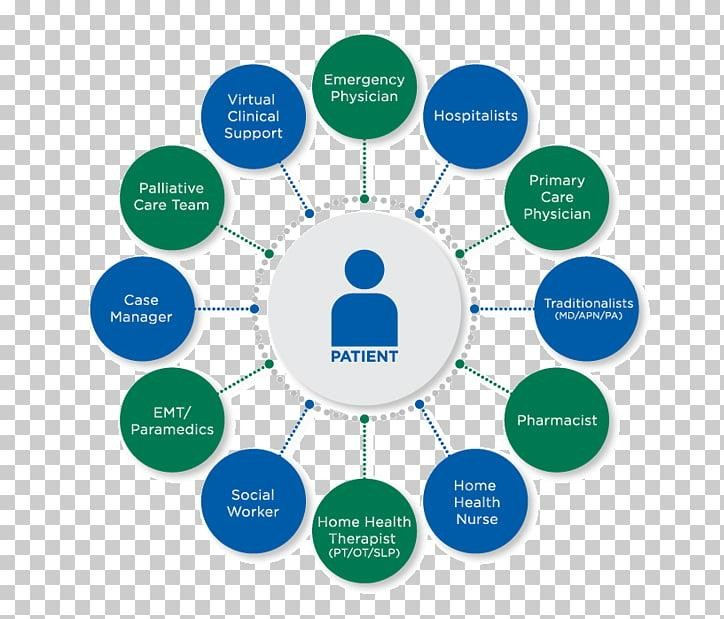 Emergency
Physician
Hospitalists
Primary
Care
Physician
Traditionalists
(MD/APN/PA)
Pharmacist
Home
Health
Nurse
Home Health
Therapist
(PT/OT/SLP)
Social
Worker
EMT/
Paramedics
Case
Manager
Palliative
Care Team
Virtual
Clinical
Support
PATIENT